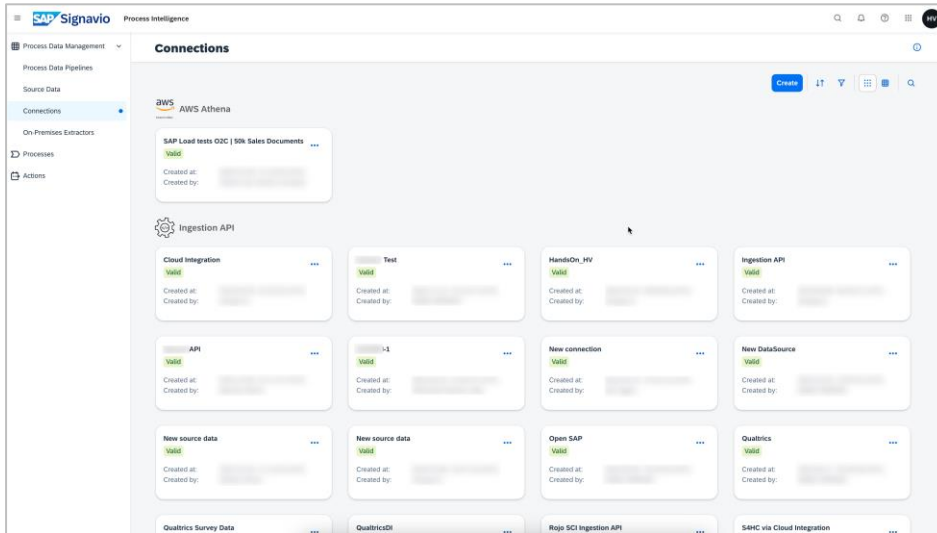 SAP Signavio Process Intelligence
HV
Process Data Management
Process Data Pipelines
Source Data
Connections
On-Premises Extractors
Processes
Actions
Connections
Create
aws AWS Athena
SAP Load tests O2C | 50k Sales Documents
Valid
Created at:
Created by:
Ingestion API
Cloud Integration
Valid
Created at:
Created by:
Test
Valid
Created at:
Created by:
HandsOn_HV
Valid
Created at:
Created by:
Ingestion API
Valid
Created at:
Created by:
API
Valid
Created at:
Created by:
-1
Valid
Created at:
Created by:
New connection
Valid
Created at:
Created by:
New DataSource
Valid
Created at:
Created by:
New source data
Valid
Created at:
Created by:
New source data
Valid
Created at:
Created by:
Open SAP
Valid
Created at:
Created by:
Qualtrics
Valid
Created at:
Created by:
Qualtrics Survey Data
QualtricsDI
Rojo SCI Ingestion API
S4HC via Cloud Integration